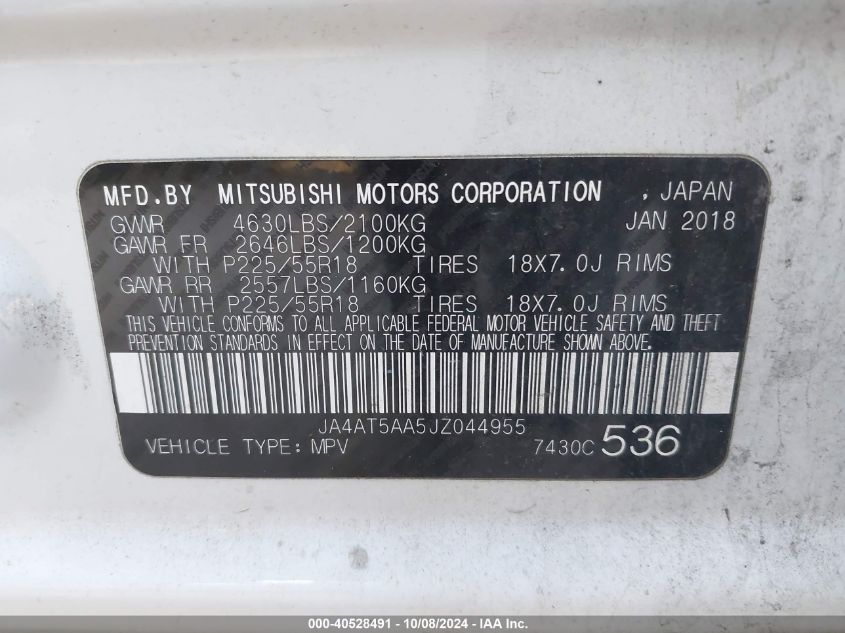 MFD.BY MITSUBISHI MOTORS CORPORATION , JAPAN
GVWR 4630LBS/2100KG JAN 2018
GAWR FR 2646LBS/1200KG
WITH P225/55R18 TIRES 18X7.0J RIMS
GAWR RR 2557LBS/1160KG
WITH P225/55R18 TIRES 18X7.0J RIMS
THIS VEHICLE CONFORMS TO ALL APPLICABLE FEDERAL MOTOR VEHICLE SAFETY AND THEFT
PREVENTION STANDARDS IN EFFECT ON THE DATE OF MANUFACTURE SHOWN ABOVE.
JA4AT5AA5JZ044955
VEHICLE TYPE: MPV 7430C 536
000-40528491 - 10/08/2024 - IAA Inc.